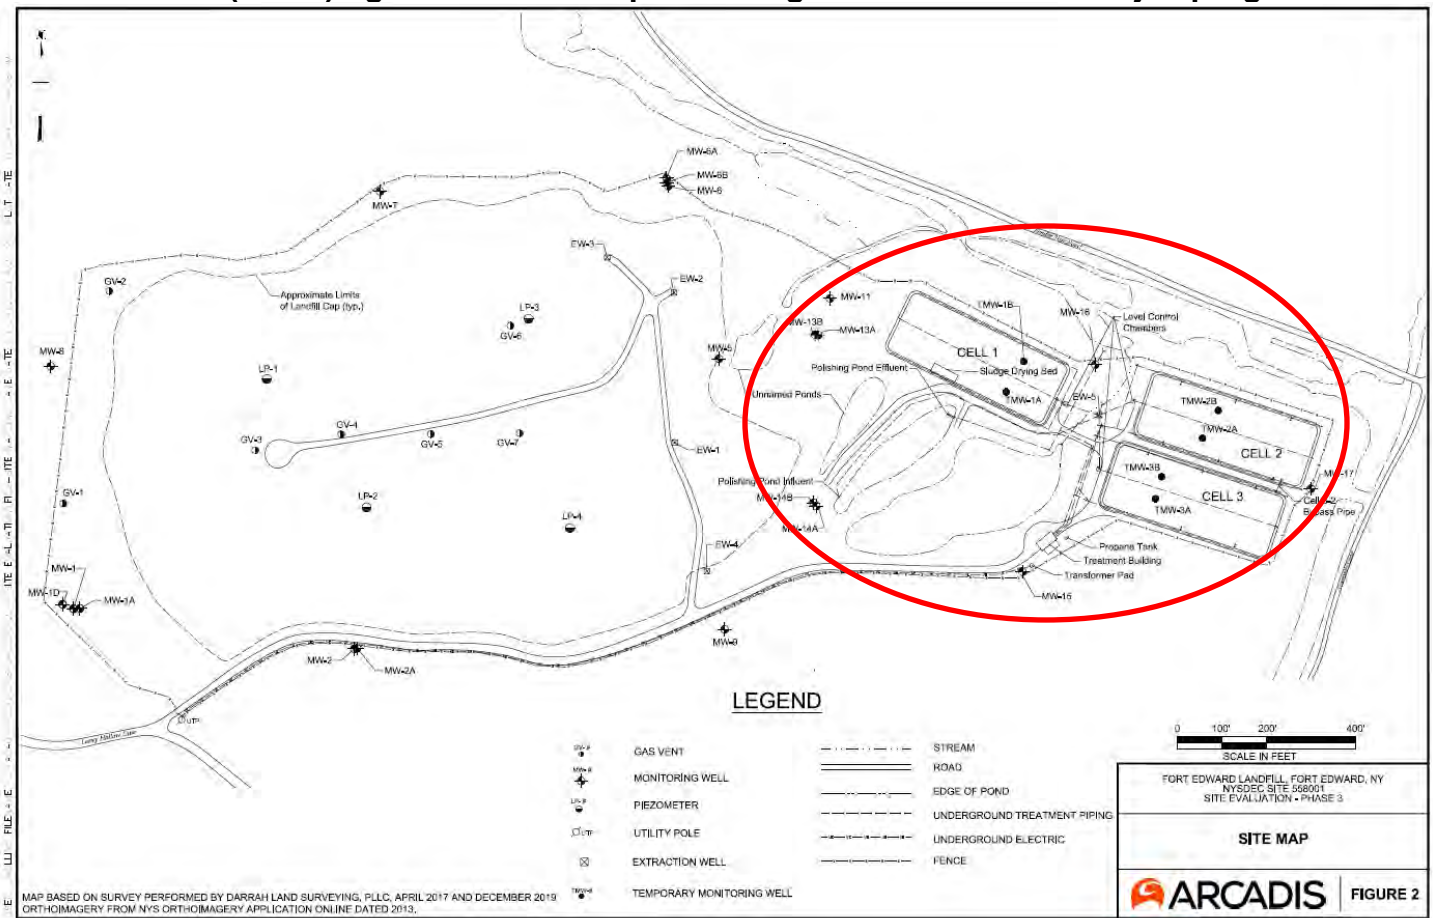 MW-6A
MW-6B
MW-6
MW-7
EW-3
GV-2
EW-2
Approximate Limits
of Landfill Cap (typ.)
LP-3
MW-11
TMW-1B
MW-16
Level Control
Chambers
GV-6
MW-13B
MW-13A
MW-8
MW-5
CELL 1
LP-1
Polishing Pond Effluent
Sludge Drying Bed
Unnamed Ponds
TMW-1A
EW-5
TMW-2B
GV-4
GV-3
GV-5
GV-7
EW-1
TMW-2A
CELL 2
TMW-3B
MW-17
Polishing Pond Influent
GV-1
LP-2
MW-14B
CELL 3
Bypass Pipe
TMW-3A
LP-4
MW-14A
EW-4
Propane Tank
Treatment Building
Transformer Pad
MW-1
MW-1D
MW-1A
MW-15
MW-9
MW-2
MW-2A
UTP
LEGEND
GAS VENT
MONITORING WELL
PIEZOMETER
UTP
UTILITY POLE
EXTRACTION WELL
TEMPORARY MONITORING WELL
STREAM
ROAD
EDGE OF POND
UNDERGROUND TREATMENT PIPING
UNDERGROUND ELECTRIC
FENCE
0 100' 200' 400'
SCALE IN FEET
FORT EDWARD LANDFILL, FORT EDWARD, NY
NYSDEC SITE 558001
SITE EVALUATION - PHASE 3
SITE MAP
ARCADIS
FIGURE 2
MAP BASED ON SURVEY PERFORMED BY DARRAH LAND SURVEYING, PLLC, APRIL 2017 AND DECEMBER 2019
ORTHOIMAGERY FROM NYS ORTHOIMAGERY APPLICATION ONLINE DATED 2013.